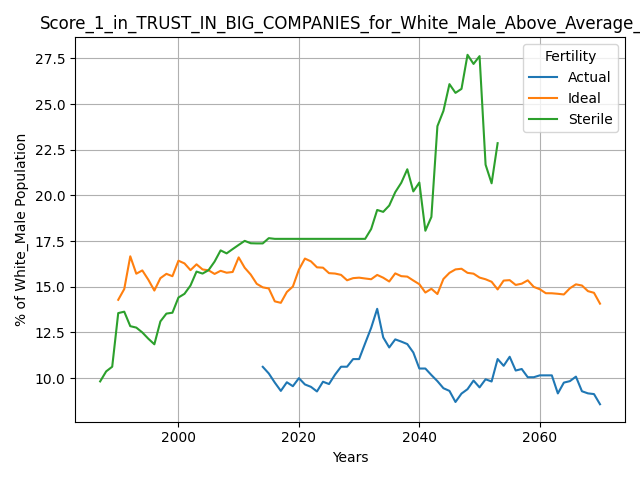 Score_1_in_TRUST_IN_BIG_COMPANIES_for_White_Male_Above_Average_
Fertility
Actual
Ideal
Sterile
% of White_Male Population
27.5
25.0
22.5
20.0
17.5
15.0
12.5
10.0
2000
2020
2040
2060
Years